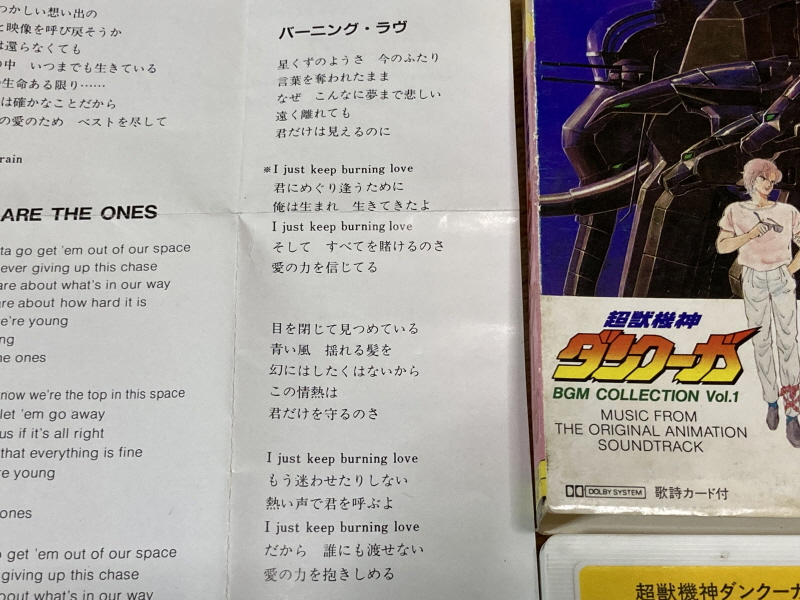 つかしい想い出の
と映像を呼び戻そうか
は還らなくても
の中　いつまでも生きている
生命ある限り……
は確かなことだから
の愛のため　ベストを尽して
rain
ARE THE ONES
ta go get 'em out of our space
ever giving up this chase
are about what's in our way
are about how hard it is
we're young
ng
he ones
now we're the top in this space
let 'em go away
us if it's all right
that everything is fine
re young
ones
o get 'em out of our space
giving up this chase
about what's in our way
バーニング・ラヴ
星くずのようさ　今のふたり
言葉を奪われたまま
なぜ　こんなに夢まで悲しい
遠く離れても
君だけは見えるのに
※I just keep burning love
君にめぐり逢うために
俺は生まれ　生きてきたよ
I just keep burning love
そして　すべてを賭けるのさ
愛の力を信じてる
目を閉じて見つめている
青い風　揺れる髪を
幻にはしたくはないから
この情熱は
君だけを守るのさ
I just keep burning love
もう迷わせたりしない
熱い声で君を呼ぶよ
I just keep burning love
だから　誰にも渡せない
愛の力を抱きしめる
超獣機神
ダンクーガ
BGM COLLECTION Vol.1
MUSIC FROM
THE ORIGINAL ANIMATION
SOUNDTRACK
DOLBY SYSTEM 歌詩カード付
超獣機神ダンクーガ